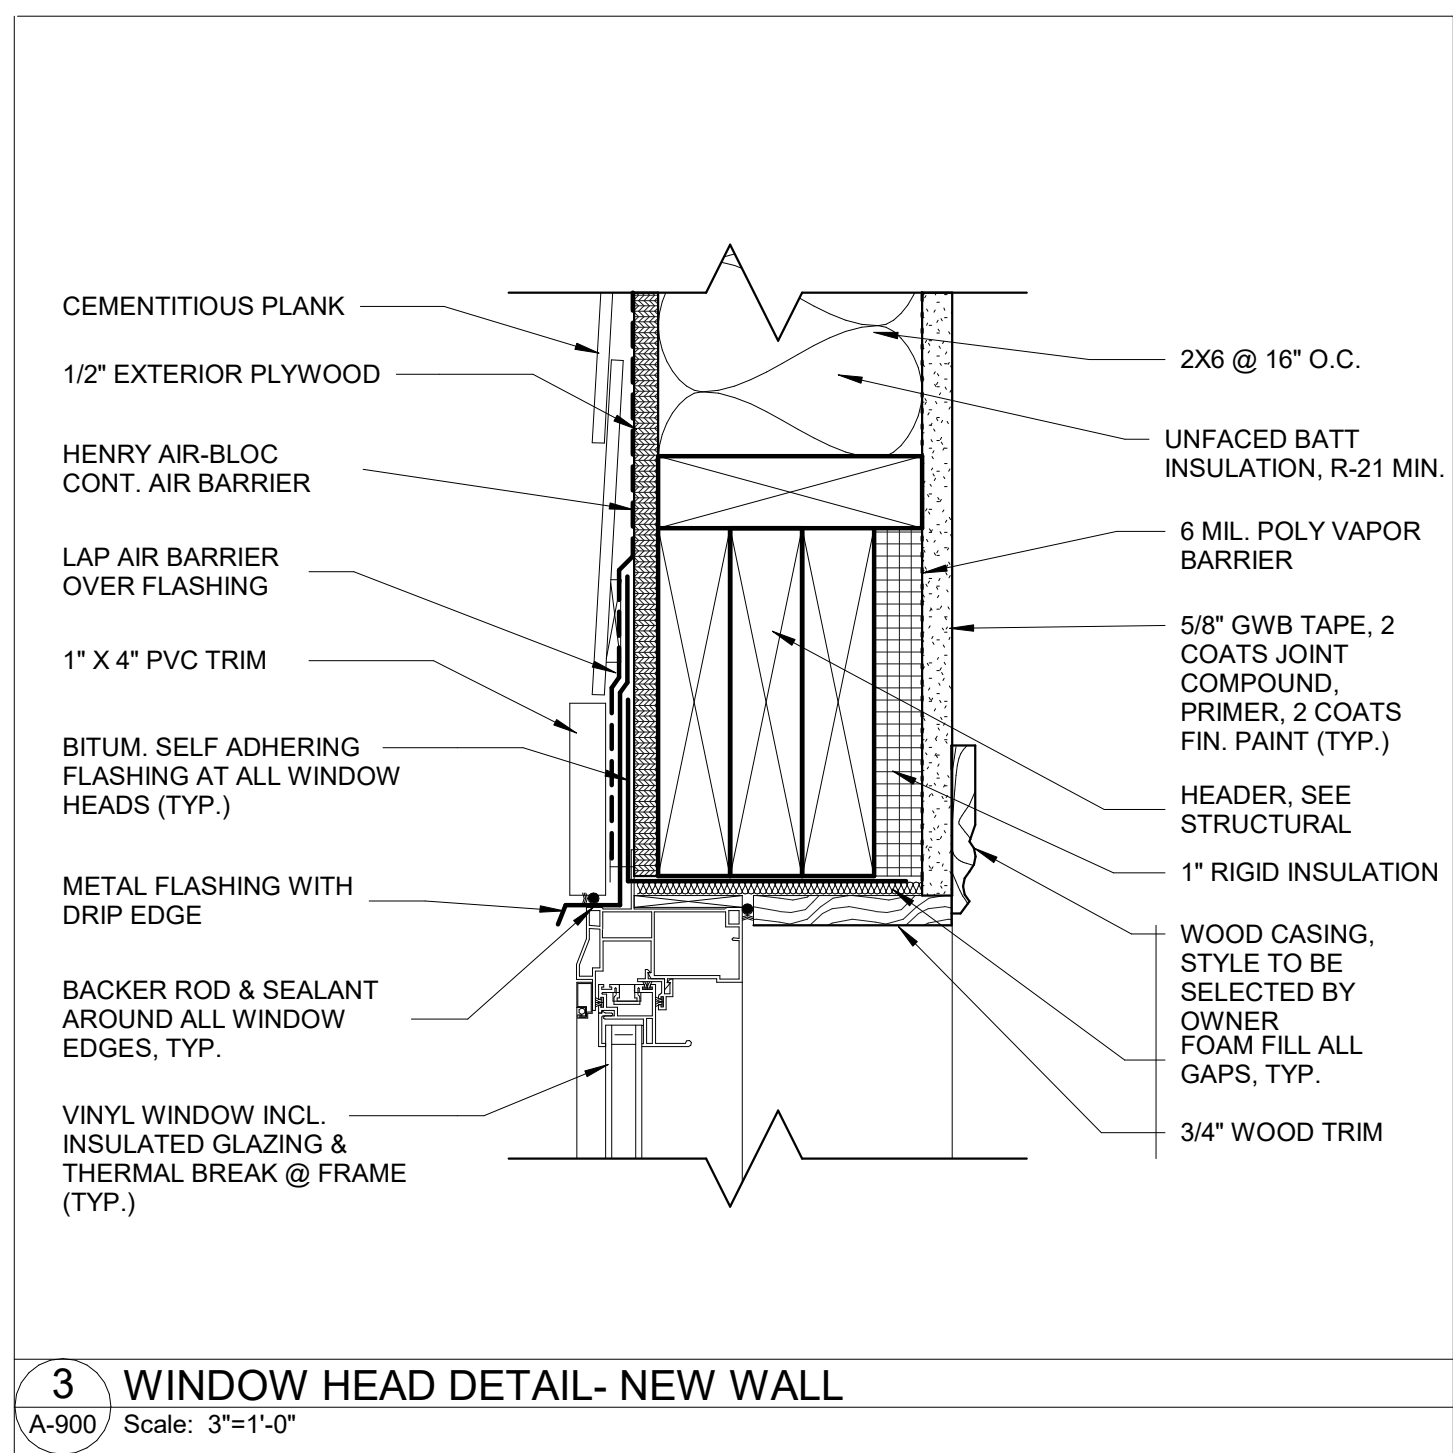 CEMENTITIOUS PLANK
1/2" EXTERIOR PLYWOOD
HENRY AIR-BLOC
CONT. AIR BARRIER
LAP AIR BARRIER
OVER FLASHING
1" X 4" PVC TRIM
BITUM. SELF ADHERING
FLASHING AT ALL WINDOW
HEADS (TYP.)
METAL FLASHING WITH
DRIP EDGE
BACKER ROD & SEALANT
AROUND ALL WINDOW
EDGES, TYP.
VINYL WINDOW INCL.
INSULATED GLAZING &
THERMAL BREAK @ FRAME
(TYP.)
2X6 @ 16" O.C.
UNFACED BATT
INSULATION, R-21 MIN.
6 MIL. POLY VAPOR
BARRIER
5/8" GWB TAPE, 2
COATS JOINT
COMPOUND,
PRIMER, 2 COATS
FIN. PAINT (TYP.)
HEADER, SEE
STRUCTURAL
1" RIGID INSULATION
WOOD CASING,
STYLE TO BE
SELECTED BY
OWNER
FOAM FILL ALL
GAPS, TYP.
3/4" WOOD TRIM
3
A-900
WINDOW HEAD DETAIL- NEW WALL
Scale: 3"=1'-0"